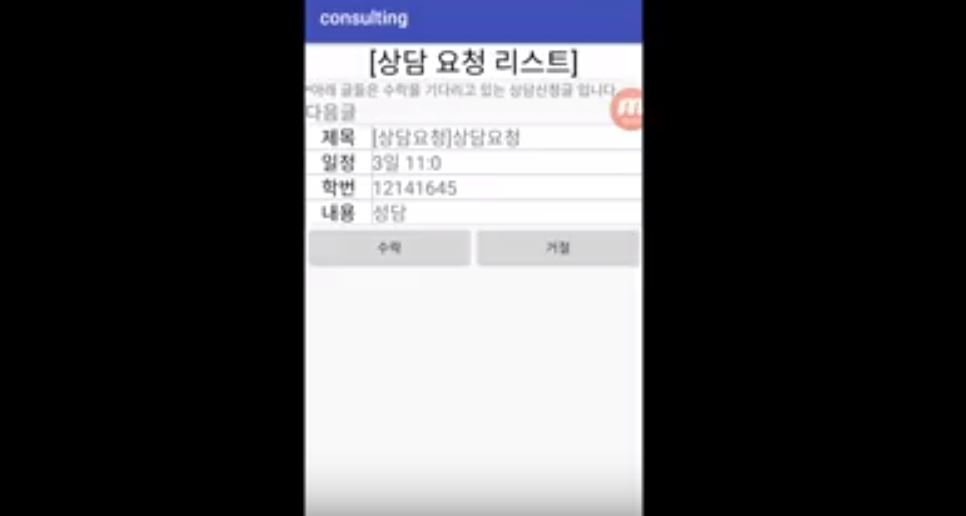 consulting
[상담 요청 리스트]
*아래 글들은 수락을 기다리고 있는 상담신청글 입니다.
다음글
제목 [상담요청]상담요청
일정 3일 11:0
학번 12141645
내용 성담
수락 거절